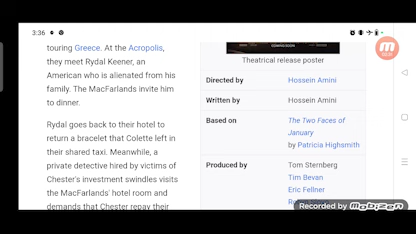 3:36
touring Greece. At the Acropolis,
they meet Rydal Keener, an
American who is alienated from his
family. The MacFarlands invite him
to dinner.
Rydal goes back to their hotel to
return a bracelet that Colette left in
their shared taxi. Meanwhile, a
private detective hired by victims of
Chester's investment swindles visits
the MacFarlands' hotel room and
demands that Chester repay their
Theatrical release poster
Directed by Hossein Amini
Written by Hossein Amini
Based on The Two Faces of
January
by Patricia Highsmith
Produced by Tom Sternberg
Tim Bevan
Eric Fellner
Recorded by Mobizen